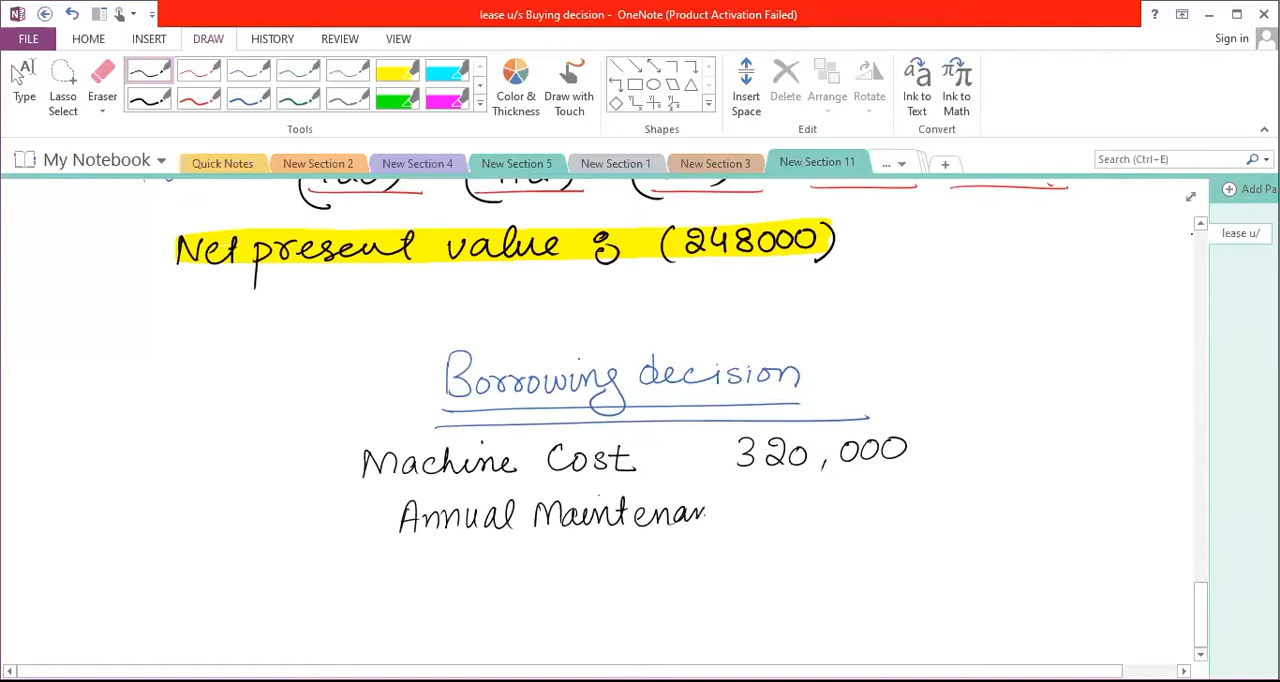 lease u/s Buying decision - OneNote (Product Activation Failed)
FILE HOME INSERT DRAW HISTORY REVIEW VIEW
Sign in
Type
Lasso Select
Eraser
Color & Thickness
Draw with Touch
Insert Space
Delete
Arrange
Rotate
Ink to Text
Ink to Math
Tools
Shapes
Edit
Convert
My Notebook
Quick Notes
New Section 2
New Section 4
New Section 5
New Section 1
New Section 3
New Section 11
...
Search (Ctrl+E)
Add Pa
lease u/
Net present value (248000)
Borrowing decision
Machine Cost 320,000
Annual Maintenan